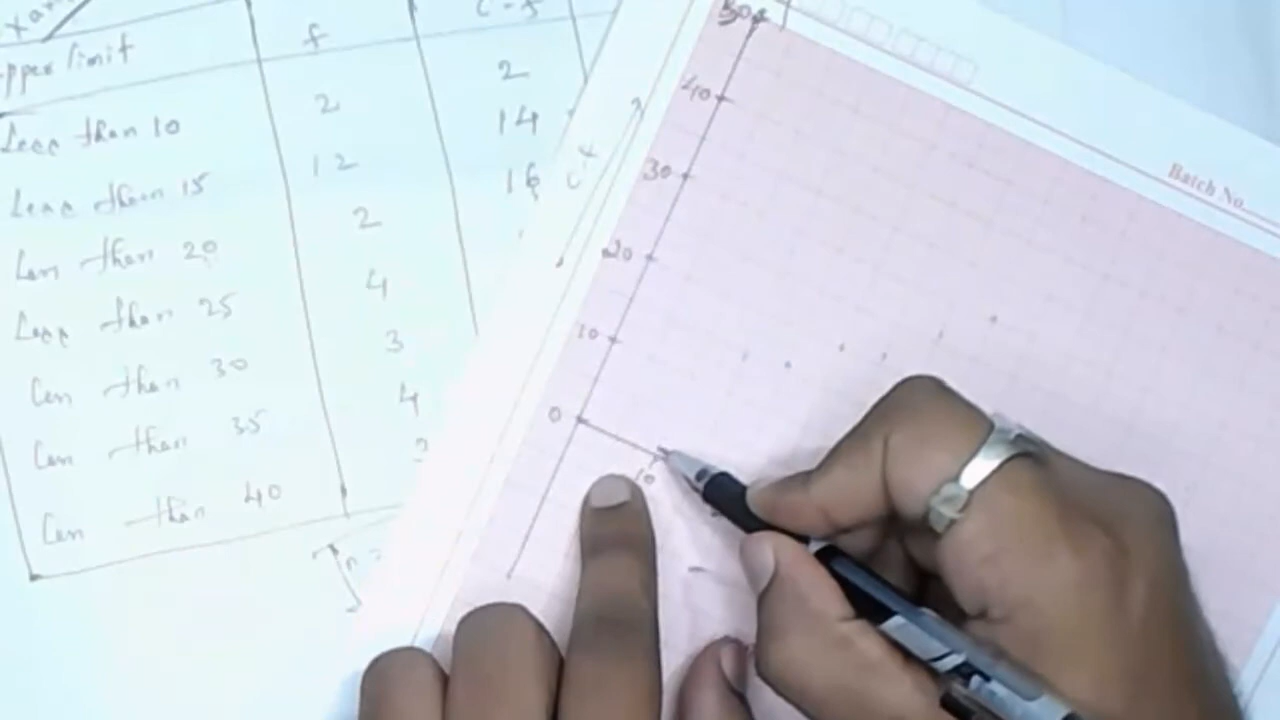 upper limit f c-f
Less than 10 2 2
Less than 15 12 14
Less than 20 2 16
Less than 25 4
Less than 30 3
Less than 35 4
Less than 40 3
n=
50
40
30
20
10
0
10
Batch No.